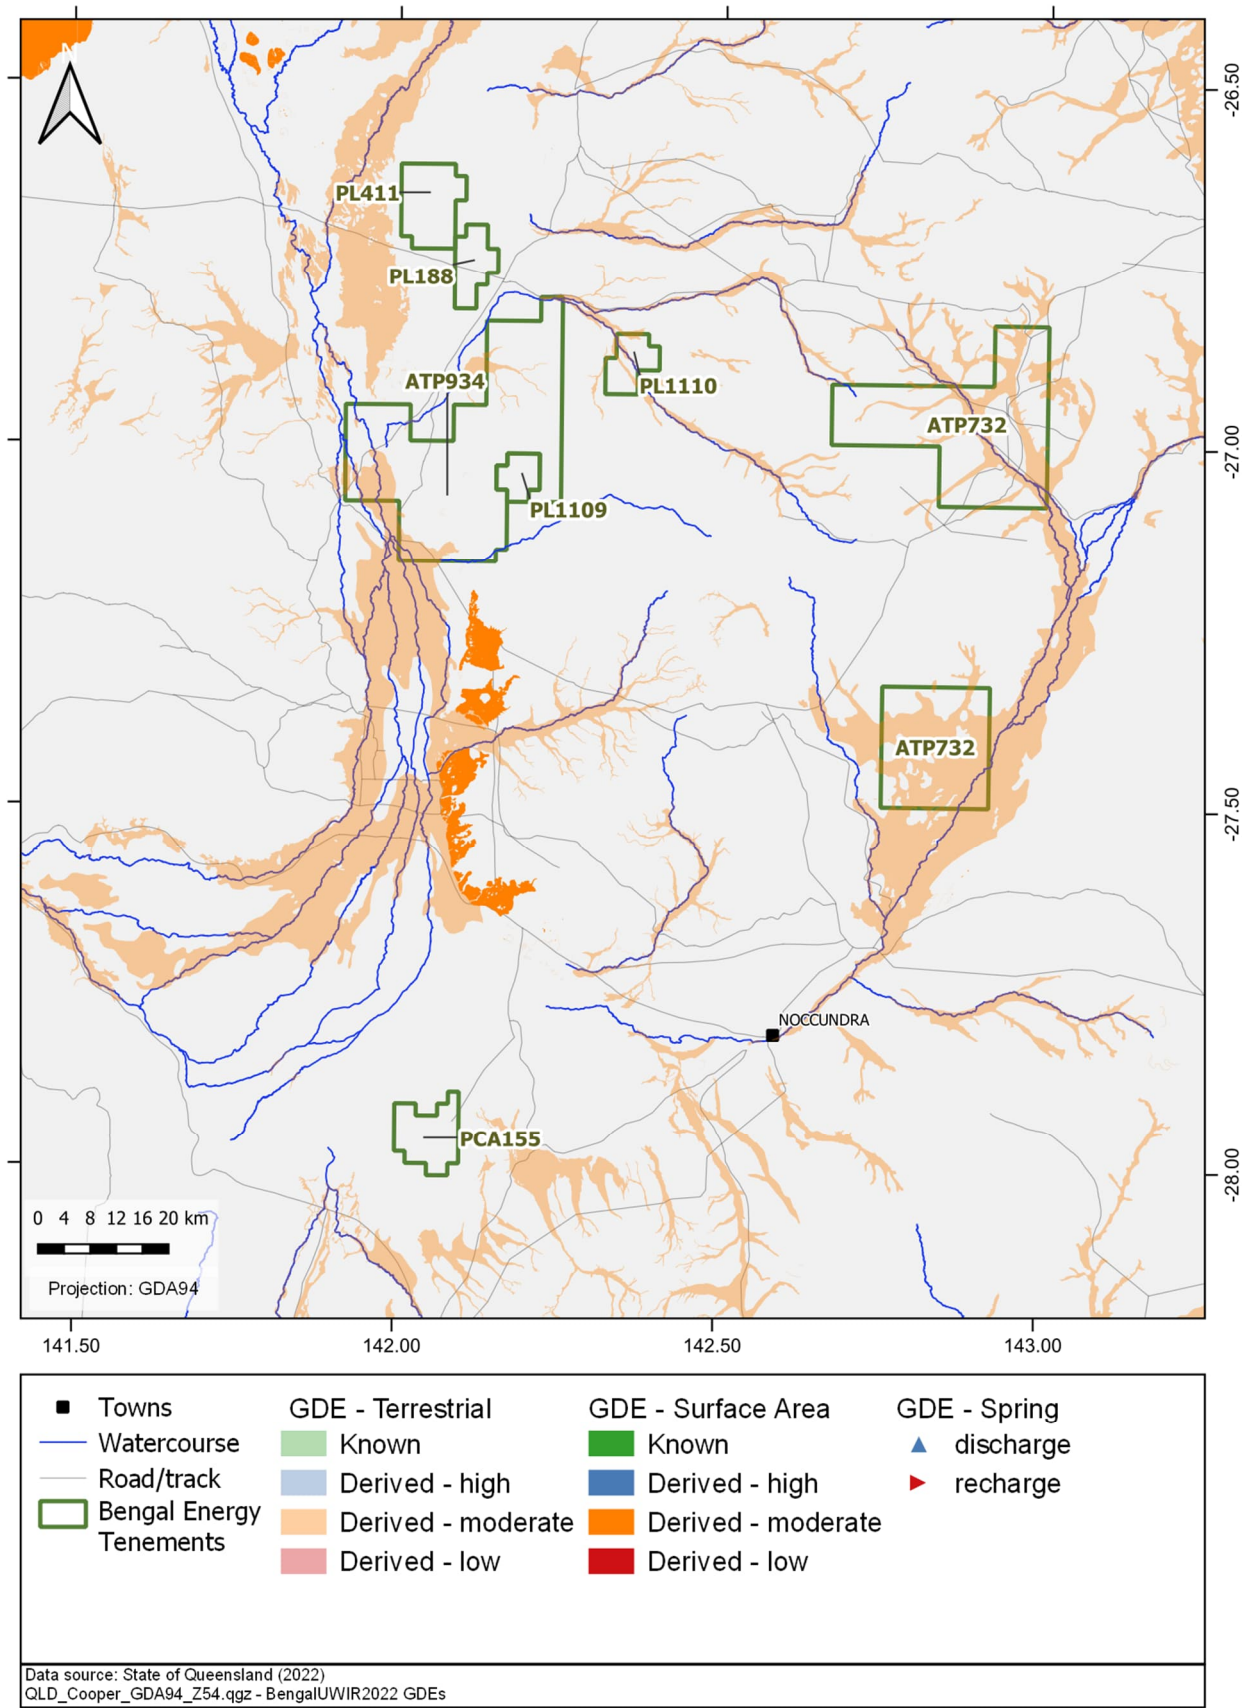 N
-26.50
PL411
PL188
ATP934
PL1110
ATP732
-27.00
PL1109
ATP732
-27.50
NOCCUNDRA
PCA155
-28.00
0 4 8 12 16 20 km
Projection: GDA94
141.50 142.00 142.50 143.00
Towns
Watercourse
Road/track
Bengal Energy
Tenements
GDE - Terrestrial
Known
Derived - high
Derived - moderate
Derived - low
GDE - Surface Area
Known
Derived - high
Derived - moderate
Derived - low
GDE - Spring
discharge
recharge
Data source: State of Queensland (2022)
QLD_Cooper_GDA94_Z54.qgz - BengalUWIR2022 GDEs